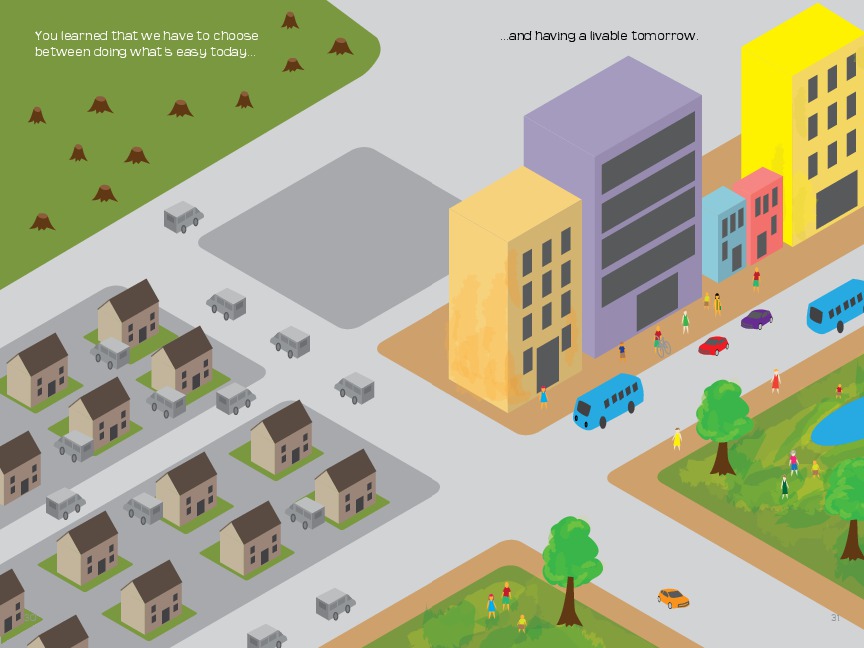 You learned that we have to choose
between doing what's easy today...
...and having a livable tomorrow.
31